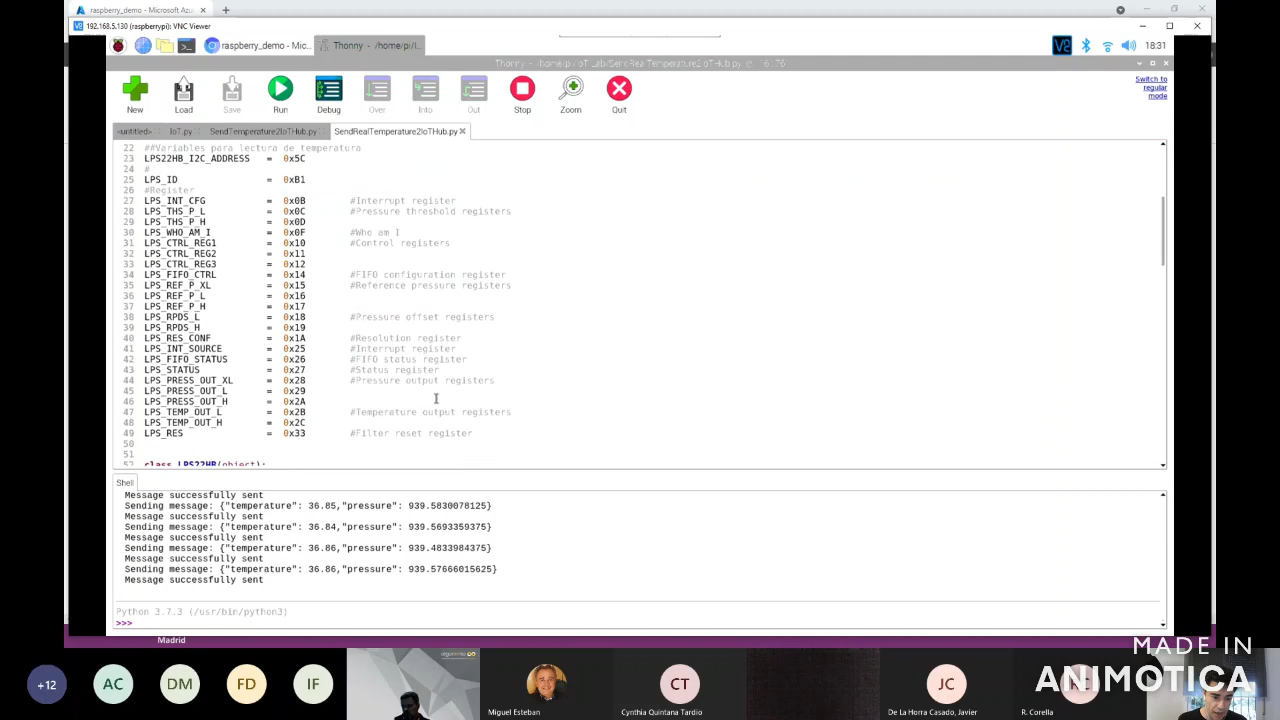 raspberry_demo - Microsoft Azu
192.168.5.130 (raspberrypi): VNC Viewer
raspberry_demo - Mic...
Thonny - /home/pi/I...
18:31
New
Load
Save
Run
Debug
Over
Into
Out
Stop
Zoom
Quit
Switch to
regular
mode
<untitled>
IoT.py
SendTemperature2IoTHub.py
SendRealTemperature2IoTHub.py
22 ##Variables para lectura de temperatura
23 LPS22HB_I2C_ADDRESS = 0x5C
24 #
25 LPS_ID = 0xB1
26 #Register
27 LPS_INT_CFG = 0x0B #Interrupt register
28 LPS_THS_P_L = 0x0C #Pressure threshold registers
29 LPS_THS_P_H = 0x0D
30 LPS_WHO_AM_I = 0x0F #Who am I
31 LPS_CTRL_REG1 = 0x10 #Control registers
32 LPS_CTRL_REG2 = 0x11
33 LPS_CTRL_REG3 = 0x12
34 LPS_FIFO_CTRL = 0x14 #FIFO configuration register
35 LPS_REF_P_XL = 0x15 #Reference pressure registers
36 LPS_REF_P_L = 0x16
37 LPS_REF_P_H = 0x17
38 LPS_RPDS_L = 0x18 #Pressure offset registers
39 LPS_RPDS_H = 0x19
40 LPS_RES_CONF = 0x1A #Resolution register
41 LPS_INT_SOURCE = 0x25 #Interrupt register
42 LPS_FIFO_STATUS = 0x26 #FIFO status register
43 LPS_STATUS = 0x27 #Status register
44 LPS_PRESS_OUT_XL = 0x28 #Pressure output registers
45 LPS_PRESS_OUT_L = 0x29
46 LPS_PRESS_OUT_H = 0x2A
47 LPS_TEMP_OUT_L = 0x2B #Temperature output registers
48 LPS_TEMP_OUT_H = 0x2C
49 LPS_RES = 0x33 #Filter reset register
50
51
52 class LPS22HB(object):
Shell
Message successfully sent
Sending message: {"temperature": 36.85,"pressure": 939.5830078125}
Message successfully sent
Sending message: {"temperature": 36.84,"pressure": 939.5693359375}
Message successfully sent
Sending message: {"temperature": 36.86,"pressure": 939.4833984375}
Message successfully sent
Sending message: {"temperature": 36.86,"pressure": 939.57666015625}
Message successfully sent
Python 3.7.3 (/usr/bin/python3)
>>>
Madrid
+12
AC
DM
FD
IF
CT
JC
Miguel Esteban
Cynthia Quintana Tardio
De La Horra Casado, Javier
R. Corella
MADE IN
ANIMOTICA